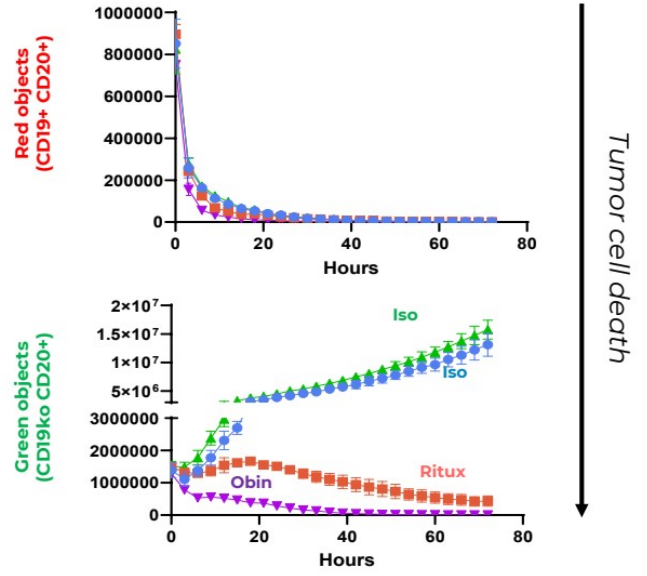 Red objects
(CD19+ CD20+)
1000000
800000
600000
400000
200000
0
0 20 40 60 80
Hours
Tumor cell death
Green objects
(CD19ko CD20+)
2×10⁷
1.5×10⁷
1×10⁷
5×10⁶
3000000
2000000
1000000
0
Iso
Iso
Ritux
Obin
0 20 40 60 80
Hours